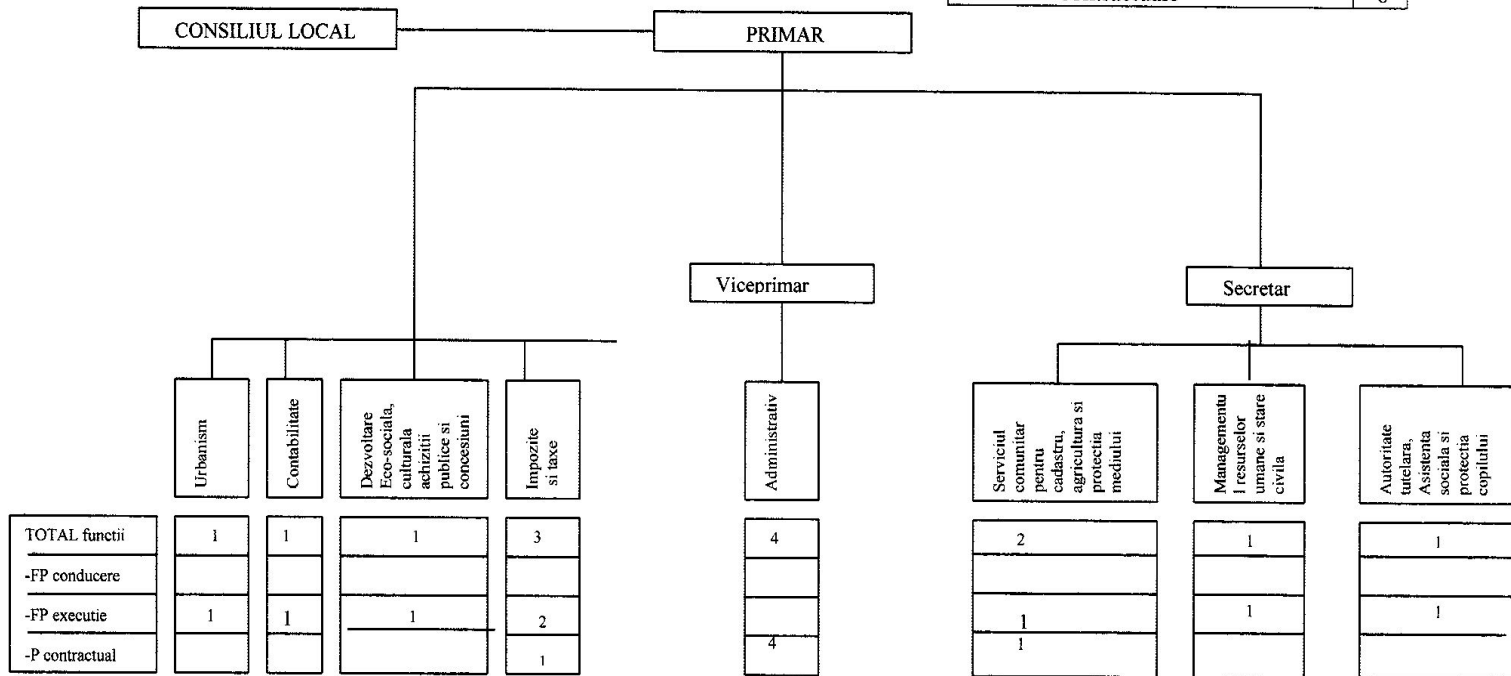 6
CONSILIUL LOCAL
PRIMAR
Viceprimar
Secretar
Urbanism
Contabilitate
Dezvoltare
Eco-sociala,
culturala
achizitii
publice si
concesiuni
Impozite
si taxe
Administrativ
Serviciul
comunitar
pentru
cadastru,
agricultura si
protectia
mediului
Managementu
l resurselor
umane si stare
civila
Autoritate
tutelara,
Asistenta
sociala si
protectia
copilului
TOTAL functii 1 1 1 3 4 2 1 1
-FP conducere
-FP executie 1 1 1 2 1 1 1
-P contractual 1 4 1